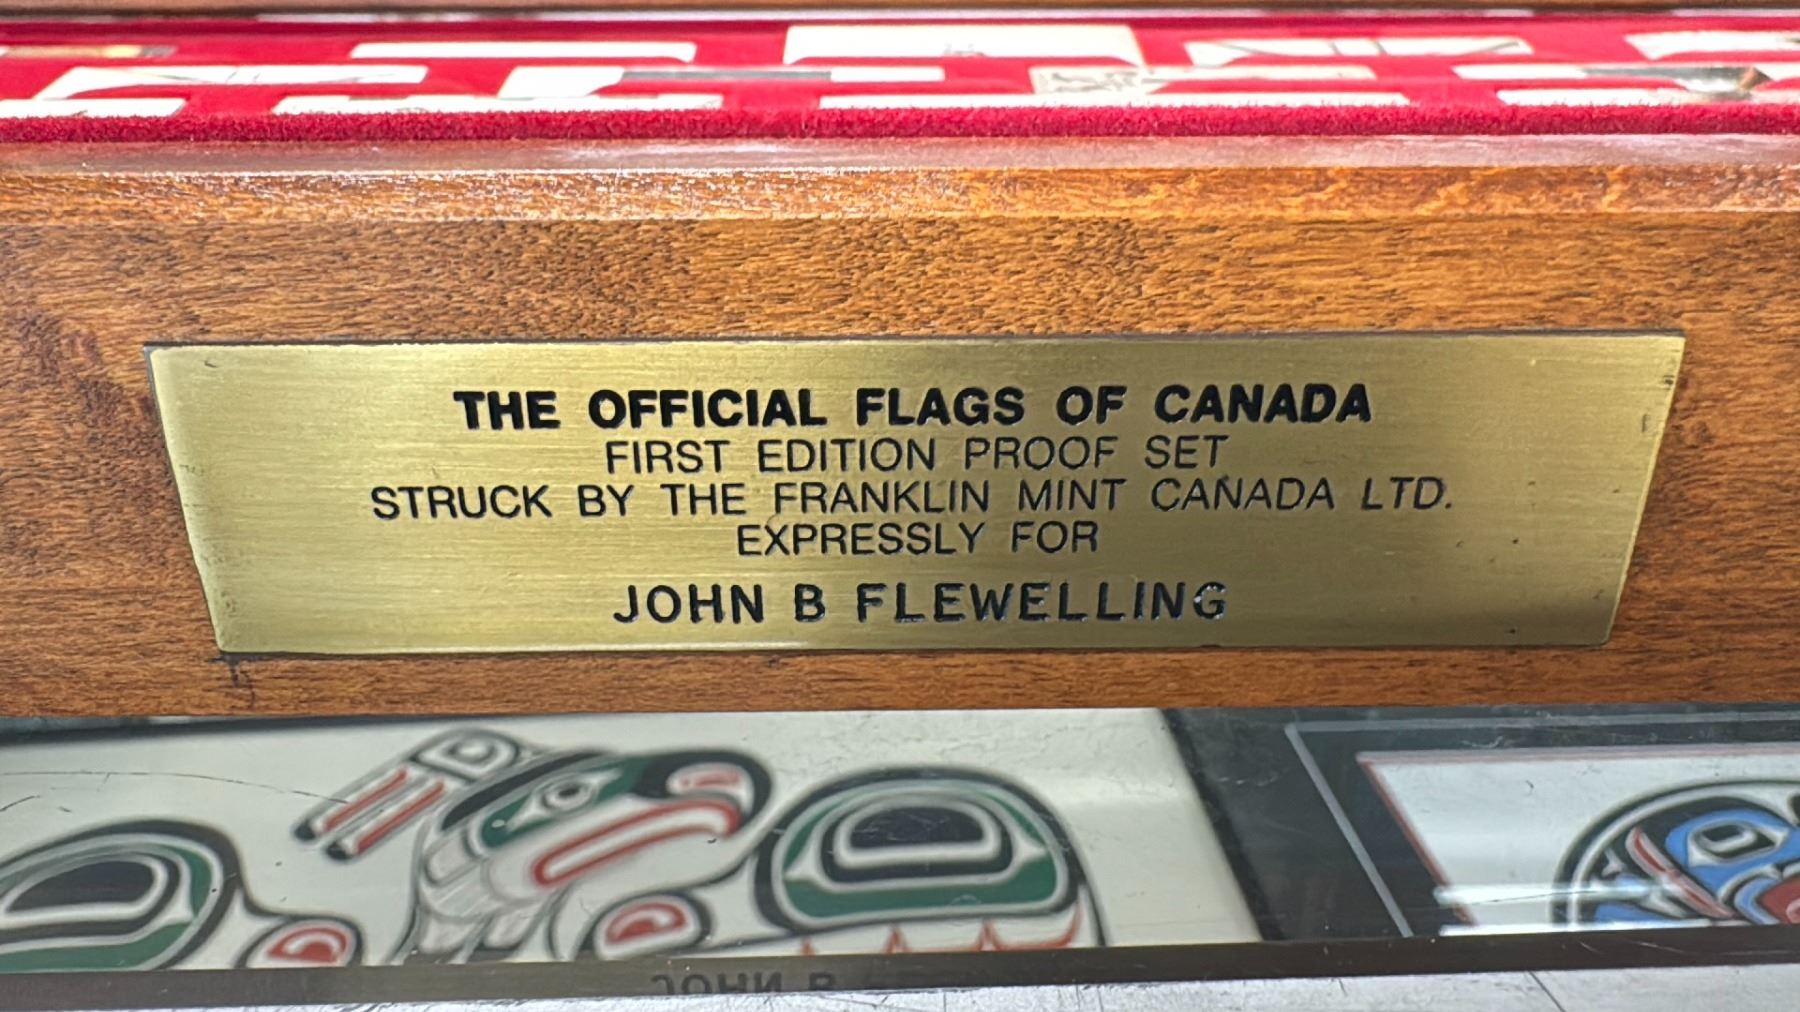 THE OFFICIAL FLAGS OF CANADA
FIRST EDITION PROOF SET
STRUCK BY THE FRANKLIN MINT CANADA LTD.
EXPRESSLY FOR
JOHN B FLEWELLING
JOHN B